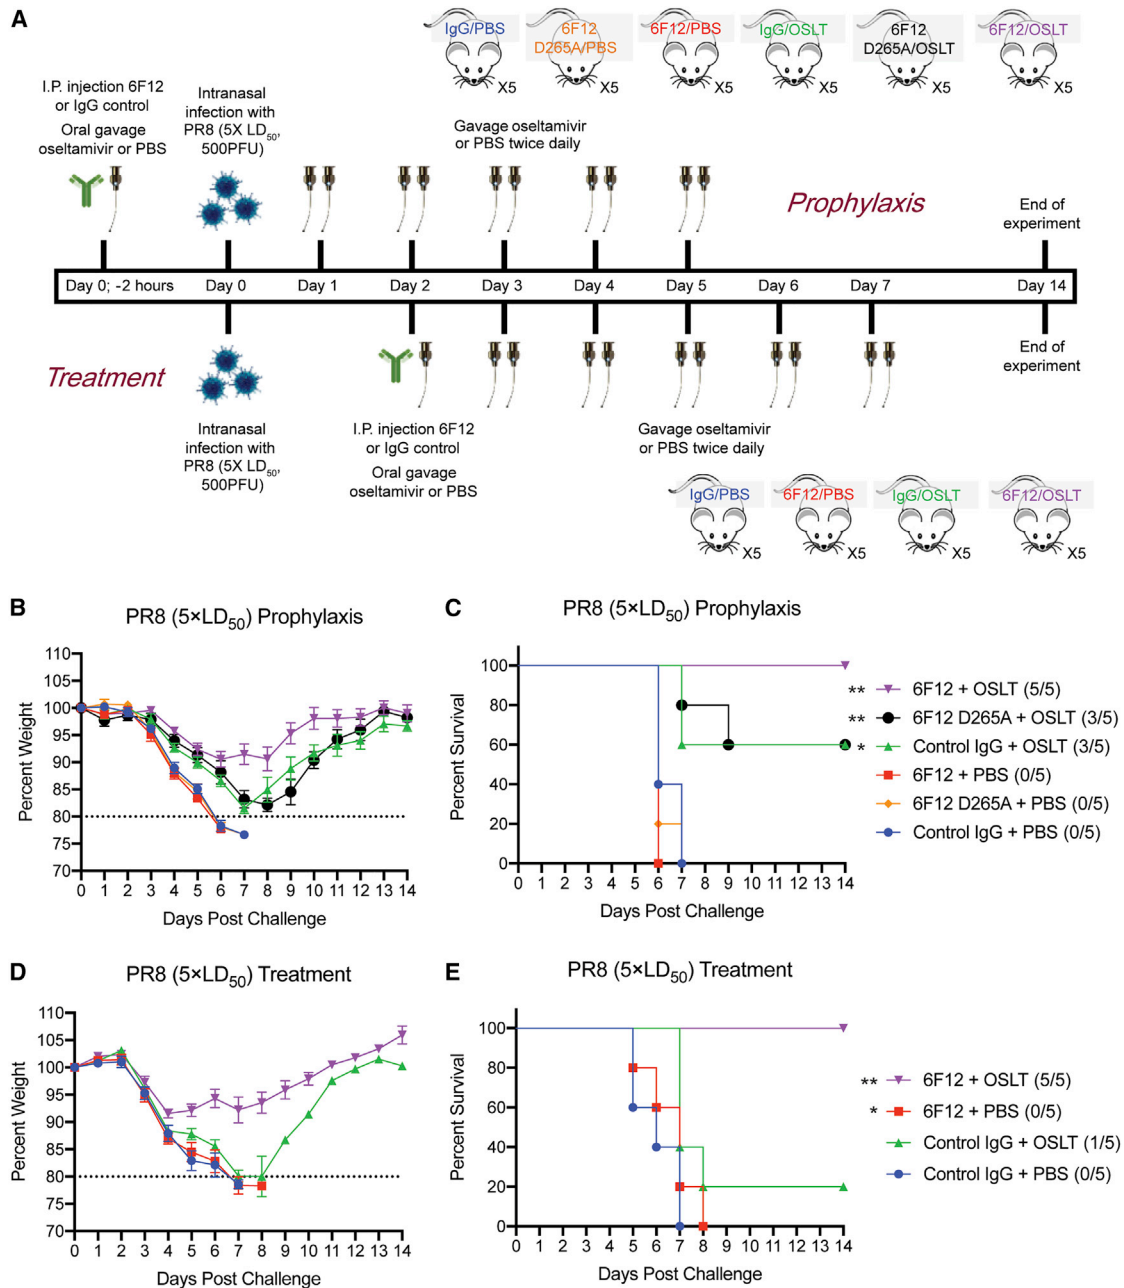 A
IgG/PBS
6F12
D265A/PBS
6F12/PBS
IgG/OSLT
6F12
D265A/OSLT
6F12/OSLT
X5
X5
X5
X5
X5
X5
I.P. injection 6F12
or IgG control
Oral gavage
oseltamivir or PBS
Intranasal
infection with
PR8 (5X LD50,
500PFU)
Gavage oseltamivir
or PBS twice daily
Prophylaxis
End of
experiment
Day 0; -2 hours
Day 0
Day 1
Day 2
Day 3
Day 4
Day 5
Day 6
Day 7
Day 14
Treatment
Intranasal
infection with
PR8 (5X LD50,
500PFU)
I.P. injection 6F12
or IgG control
Oral gavage
oseltamivir or PBS
Gavage oseltamivir
or PBS twice daily
End of
experiment
IgG/PBS
6F12/PBS
IgG/OSLT
6F12/OSLT
X5
X5
X5
X5
B
PR8 (5×LD50) Prophylaxis
Percent Weight
110
105
100
95
90
85
80
75
70
0 1 2 3 4 5 6 7 8 9 10 11 12 13 14
Days Post Challenge
C
PR8 (5×LD50) Prophylaxis
Percent Survival
100
80
60
40
20
0
0 1 2 3 4 5 6 7 8 9 10 11 12 13 14
Days Post Challenge
** 6F12 + OSLT (5/5)
** 6F12 D265A + OSLT (3/5)
* Control IgG + OSLT (3/5)
6F12 + PBS (0/5)
6F12 D265A + PBS (0/5)
Control IgG + PBS (0/5)
D
PR8 (5×LD50) Treatment
Percent Weight
110
105
100
95
90
85
80
75
70
0 1 2 3 4 5 6 7 8 9 10 11 12 13 14
Days Post Challenge
E
PR8 (5×LD50) Treatment
Percent Survival
100
80
60
40
20
0
0 1 2 3 4 5 6 7 8 9 10 11 12 13 14
Days Post Challenge
** 6F12 + OSLT (5/5)
* 6F12 + PBS (0/5)
Control IgG + OSLT (1/5)
Control IgG + PBS (0/5)